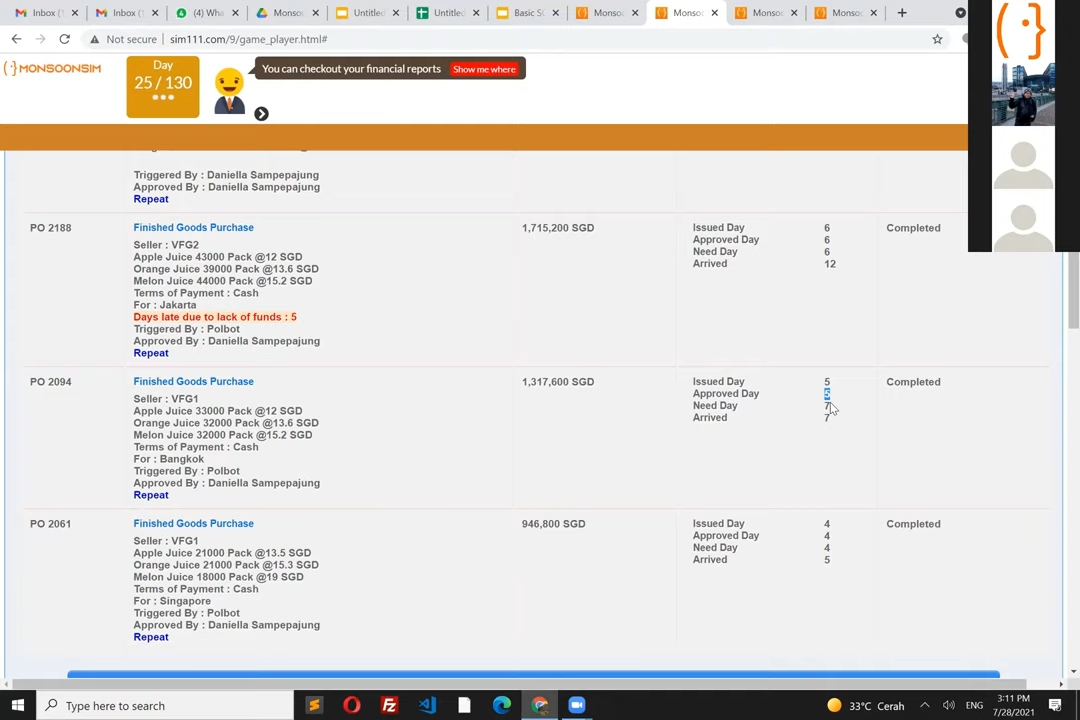 Inbox (1
Inbox (1
(4) Wha
Monso
Untitled
Untitled
Basic S
Monso
Monso
Monso
Monso
Not secure
sim111.com/9/game_player.html#
MONSOONSIM
Day
25 / 130
You can checkout your financial reports Show me where
Triggered By : Daniella Sampepajung
Approved By : Daniella Sampepajung
Repeat
PO 2188
Finished Goods Purchase
1,715,200 SGD
Issued Day 6
Completed
Seller : VFG2
Approved Day 6
Apple Juice 43000 Pack @12 SGD
Need Day 6
Orange Juice 39000 Pack @13.6 SGD
Arrived 12
Melon Juice 44000 Pack @15.2 SGD
Terms of Payment : Cash
For : Jakarta
Days late due to lack of funds : 5
Triggered By : Polbot
Approved By : Daniella Sampepajung
Repeat
PO 2094
Finished Goods Purchase
1,317,600 SGD
Issued Day 5
Completed
Seller : VFG1
Approved Day 5
Apple Juice 33000 Pack @12 SGD
Need Day 7
Orange Juice 32000 Pack @13.6 SGD
Arrived 7
Melon Juice 32000 Pack @15.2 SGD
Terms of Payment : Cash
For : Bangkok
Triggered By : Polbot
Approved By : Daniella Sampepajung
Repeat
PO 2061
Finished Goods Purchase
946,800 SGD
Issued Day 4
Completed
Seller : VFG1
Approved Day 4
Apple Juice 21000 Pack @13.5 SGD
Need Day 4
Orange Juice 21000 Pack @15.3 SGD
Arrived 5
Melon Juice 18000 Pack @19 SGD
Terms of Payment : Cash
For : Singapore
Triggered By : Polbot
Approved By : Daniella Sampepajung
Repeat
Type here to search
33°C Cerah
ENG
3:11 PM
7/28/2021